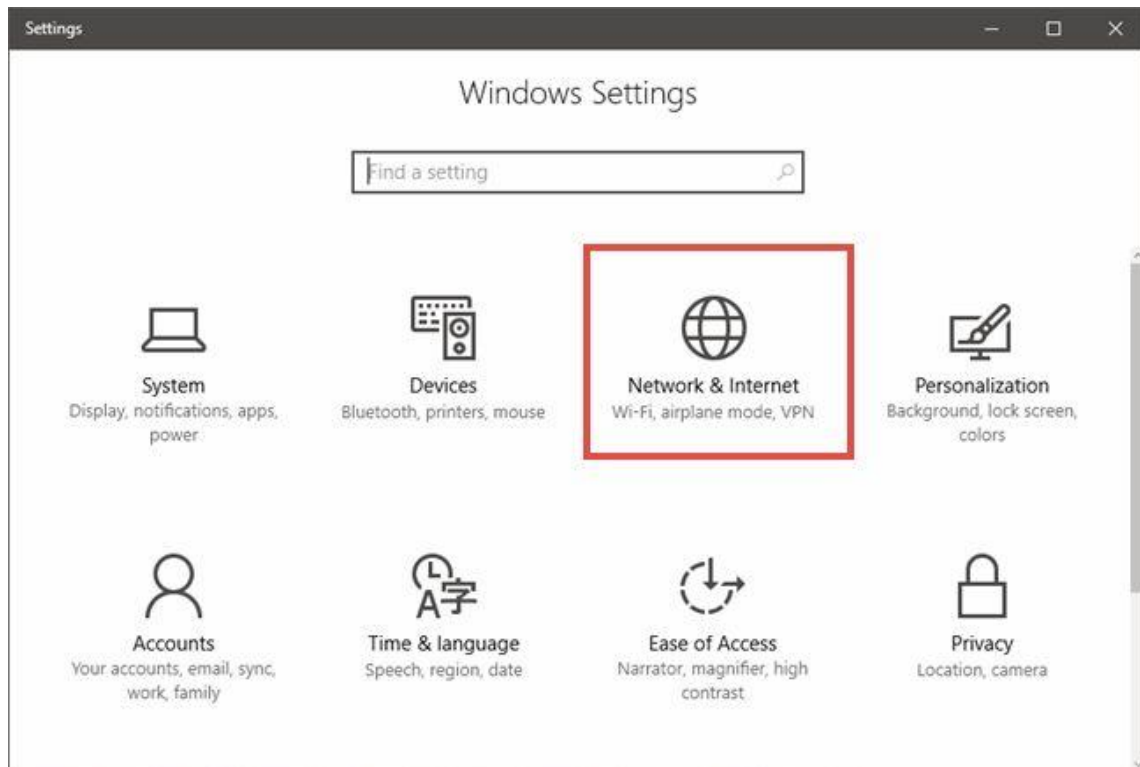 Settings
Windows Settings
Find a setting
System
Display, notifications, apps,
power
Devices
Bluetooth, printers, mouse
Network & Internet
Wi-Fi, airplane mode, VPN
Personalization
Background, lock screen,
colors
Accounts
Your accounts, email, sync,
work, family
A字
Time & language
Speech, region, date
Ease of Access
Narrator, magnifier, high
contrast
Privacy
Location, camera